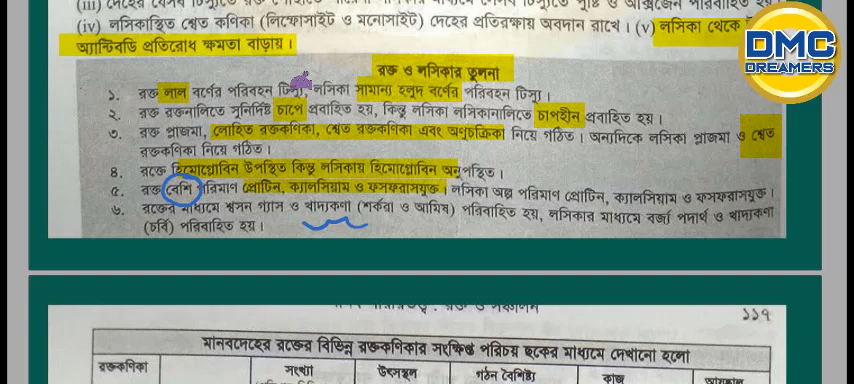 (iv) লসিকাস্থিত শ্বেত কণিকা (লিম্ফোসাইট ও মনোসাইট) দেহের প্রতিরক্ষায় অবদান রাখে। (v) লসিকা থেকে
অ্যান্টিবডি প্রতিরোধ ক্ষমতা বাড়ায়।
DMC
DREAMERS
রক্ত ও লসিকার তুলনা
১. রক্ত লাল বর্ণের পরিবহন টিস্যু, লসিকা সামান্য হলুদ বর্ণের পরিবহন টিস্যু।
২. রক্ত রক্তনালিতে সুনির্দিষ্ট চাপে প্রবাহিত হয়, কিন্তু লসিকা লসিকানালিতে চাপহীন প্রবাহিত হয়।
৩. রক্ত প্লাজমা, লোহিত রক্তকণিকা, শ্বেত রক্তকণিকা এবং অণুচক্রিকা নিয়ে গঠিত। অন্যদিকে লসিকা প্লাজমা ও শ্বেত
রক্তকণিকা নিয়ে গঠিত।
৪. রক্তে হিমোগ্লোবিন উপস্থিত কিন্তু লসিকায় হিমোগ্লোবিন অনুপস্থিত।
৫. রক্ত বেশি পরিমাণ প্রোটিন, ক্যালসিয়াম ও ফসফরাসযুক্ত। লসিকা অল্প পরিমাণ প্রোটিন, ক্যালসিয়াম ও ফসফরাসযুক্ত।
৬. রক্তের মাধ্যমে শ্বসন গ্যাস ও খাদ্যকণা (শর্করা ও আমিষ) পরিবাহিত হয়, লসিকার মাধ্যমে বর্জ্য পদার্থ ও খাদ্যকণা
(চর্বি) পরিবাহিত হয়।
রক্ত ও সঞ্চালন
১১৭
মানবদেহের রক্তের বিভিন্ন রক্তকণিকার সংক্ষিপ্ত পরিচয় ছকের মাধ্যমে দেখানো হলো
রক্তকণিকা সংখ্যা উৎসস্থল গঠন বৈশিষ্ট্য কাজ